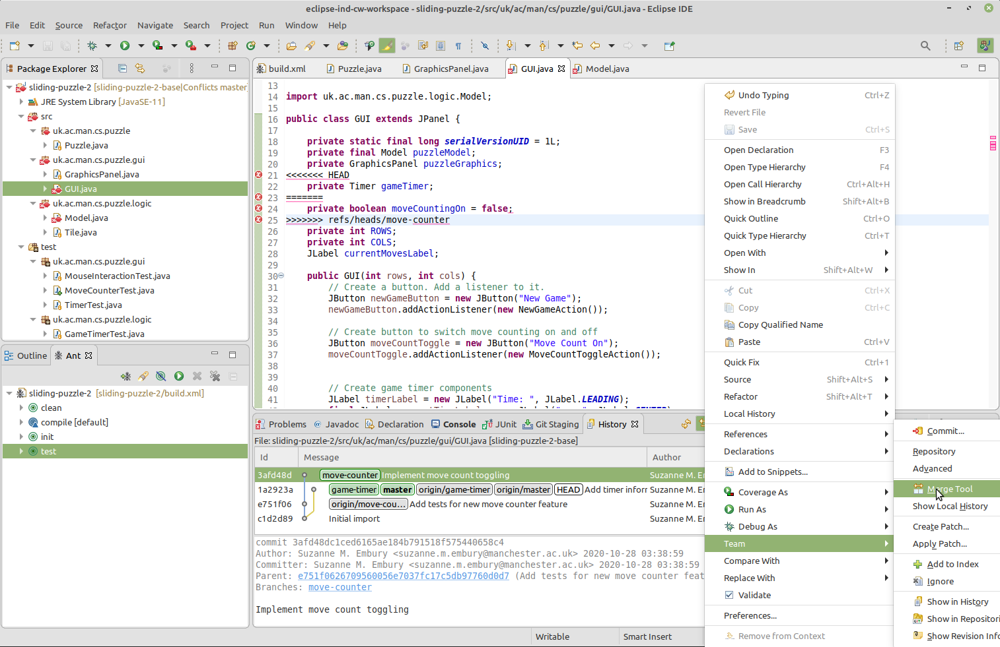 eclipse-ind-cw-workspace - sliding-puzzle-2/src/uk/ac/man/cs/puzzle/gui/GUI.java - Eclipse IDE
File Edit Source Refactor Navigate Search Project Run Window Help
Package Explorer
sliding-puzzle-2 [sliding-puzzle-2-base|Conflicts master]
JRE System Library [JavaSE-11]
src
uk.ac.man.cs.puzzle
Puzzle.java
uk.ac.man.cs.puzzle.gui
GraphicsPanel.java
GUI.java
uk.ac.man.cs.puzzle.logic
Model.java
Tile.java
test
uk.ac.man.cs.puzzle.gui
MouseInteractionTest.java
MoveCounterTest.java
TimerTest.java
uk.ac.man.cs.puzzle.logic
GameTimerTest.java
Outline Ant
sliding-puzzle-2 [sliding-puzzle-2/build.xml]
clean
compile [default]
init
test
build.xml Puzzle.java GraphicsPanel.java GUI.java Model.java
13
14 import uk.ac.man.cs.puzzle.logic.Model;
15
16 public class GUI extends JPanel {
17
18 private static final long serialVersionUID = 1L;
19 private final Model puzzleModel;
20 private GraphicsPanel puzzleGraphics;
21 <<<<<<< HEAD
22 private Timer gameTimer;
23 =======
24 private boolean moveCountingOn = false;
25 >>>>>>> refs/heads/move-counter
26 private int ROWS;
27 private int COLS;
28 JLabel currentMovesLabel;
29
30 public GUI(int rows, int cols) {
31 // Create a button. Add a listener to it.
32 JButton newGameButton = new JButton("New Game");
33 newGameButton.addActionListener(new NewGameAction());
34
35 // Create button to switch move counting on and off
36 JButton moveCountToggle = new JButton("Move Count On");
37 moveCountToggle.addActionListener(new MoveCountToggleAction());
38
39
40 // Create game timer components
41 JLabel timerLabel = new JLabel("Time: ", JLabel.LEADING);
Problems @ Javadoc Declaration Console JUnit Git Staging History
File: sliding-puzzle-2/src/uk/ac/man/cs/puzzle/gui/GUI.java [sliding-puzzle-2-base]
Id Message Author
3afd48d move-counter Implement move count toggling Suzanne M. Er
1a2923a game-timer master origin/game-timer origin/master HEAD Add timer inforr Suzanne M. Er
e751f06 origin/move-cou... Add tests for new move counter feature Suzanne M. Er
c1d2d89 Initial import Suzanne M. Er
commit 3afd48dc1ced6165ae184b791518f575440658c4
Author: Suzanne M. Embury <suzanne.m.embury@manchester.ac.uk> 2020-10-28 03:38:59
Committer: Suzanne M. Embury <suzanne.m.embury@manchester.ac.uk> 2020-10-28 03:38:59
Parent: e751f0626709560056e7037fc17c5db97760d0d7 (Add tests for new move counter feat
Branches: move-counter
Implement move count toggling
Writable Smart Insert
Undo Typing Ctrl+Z
Revert File
Save Ctrl+S
Open Declaration F3
Open Type Hierarchy F4
Open Call Hierarchy Ctrl+Alt+H
Show in Breadcrumb Shift+Alt+B
Quick Outline Ctrl+O
Quick Type Hierarchy Ctrl+T
Open With
Show In Shift+Alt+W
Cut Ctrl+X
Copy Ctrl+C
Copy Qualified Name
Paste Ctrl+V
Quick Fix Ctrl+1
Source Shift+Alt+S
Refactor Shift+Alt+T
Local History
References
Declarations
Add to Snippets...
Coverage As
Run As
Debug As
Team
Compare With
Replace With
Validate
Preferences...
Remove from Context
Commit...
Repository
Advanced
Merge Tool
Show Local History
Create Patch...
Apply Patch...
Add to Index
Ignore
Show in History
Show in Repositori
Show Revision Info